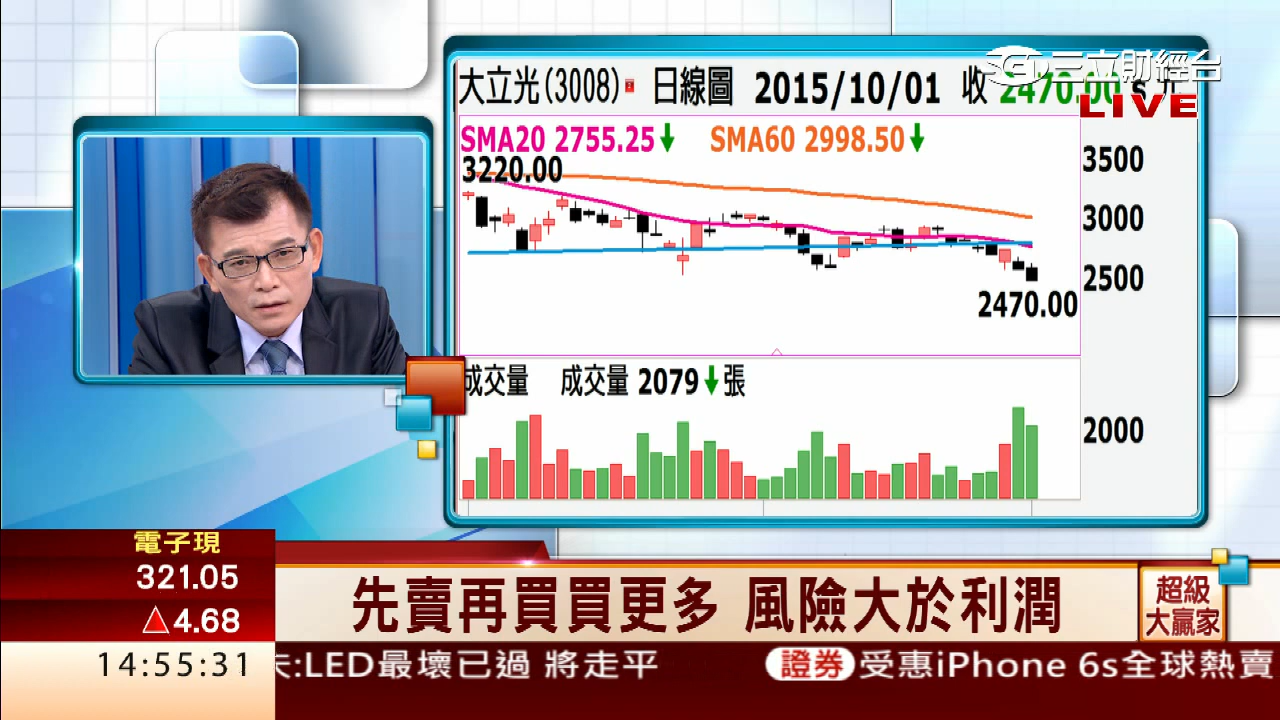 大立光(3008) 日線圖 2015/10/01 收 2470.00 s 元
三立財經台
LIVE
SMA20 2755.25↓ SMA60 2998.50↓
3220.00
3500
3000
2500
2470.00
成交量 成交量 2079↓張
2000
電子現
321.05
△4.68
先賣再買買更多 風險大於利潤
超級
大贏家
14:55:31
:LED最壞已過 將走平 證券 受惠iPhone 6s全球熱賣